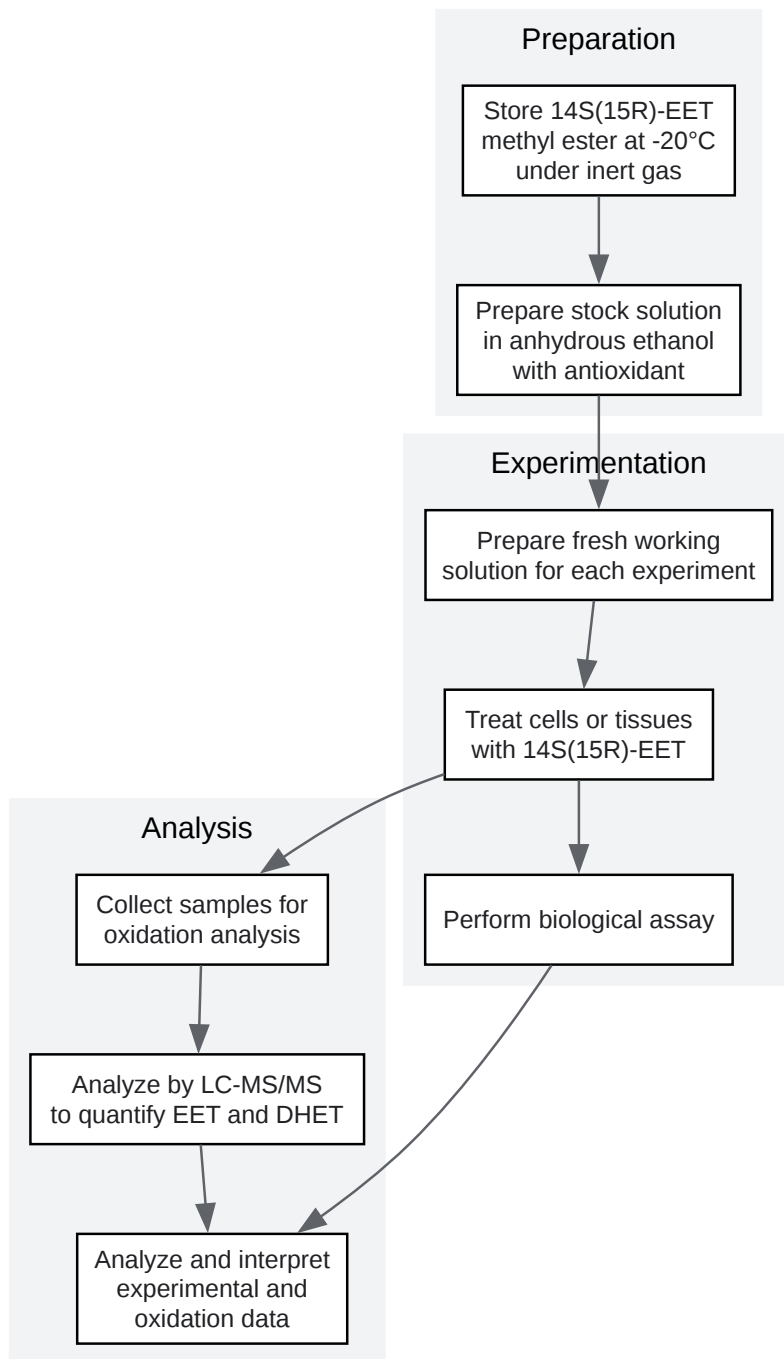 Preparation
Store 14S(15R)-EET
methyl ester at -20°C
under inert gas
Prepare stock solution
in anhydrous ethanol
with antioxidant
Experimentation
Prepare fresh working
solution for each experiment
Treat cells or tissues
with 14S(15R)-EET
Perform biological assay
Analysis
Collect samples for
oxidation analysis
Analyze by LC-MS/MS
to quantify EET and DHET
Analyze and interpret
experimental and
oxidation data